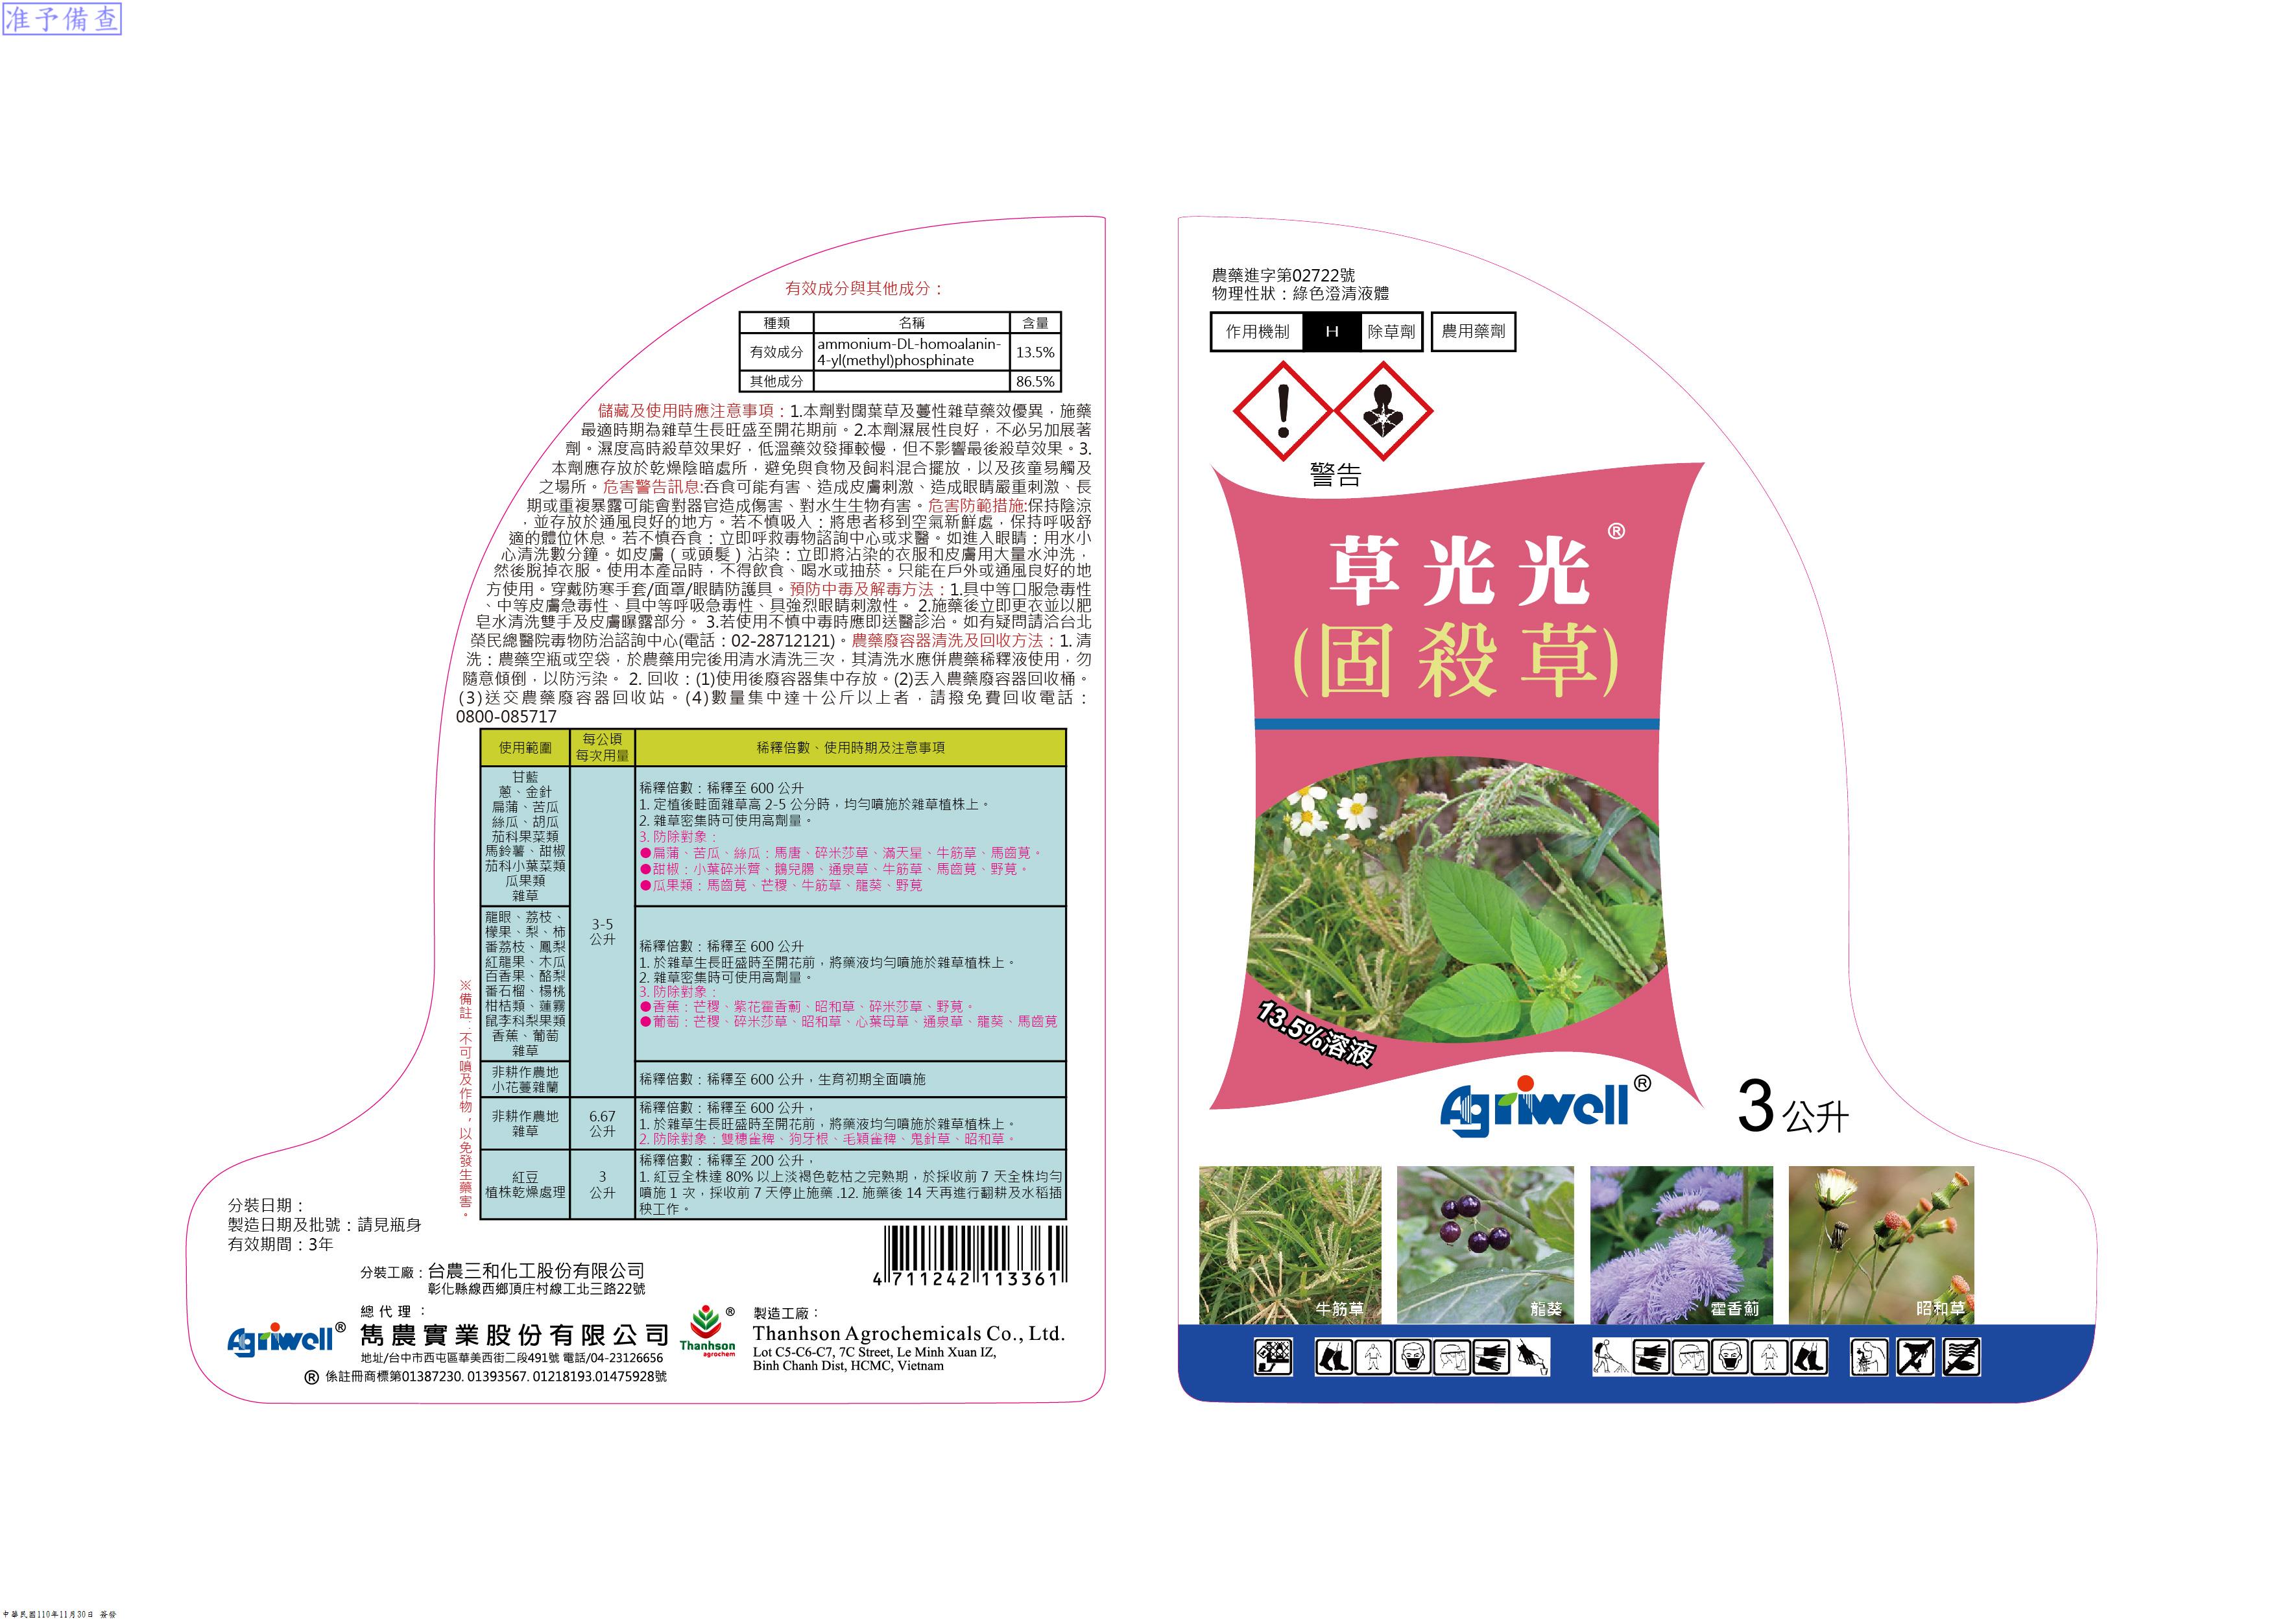 准予備查
有效成分與其他成分：
種類 名稱 含量
有效成分 ammonium-DL-homoalanin-4-yl(methyl)phosphinate 13.5%
其他成分 86.5%
儲藏及使用時應注意事項：1.本劑對闊葉草及蔓性雜草藥效優異，施藥
最適時期為雜草生長旺盛至開花期前。2.本劑濕展性良好，不必另加展著
劑。濕度高時殺草效果好，低溫藥效發揮較慢，但不影響最後殺草效果。3.
本劑應存放於乾燥陰暗處所，避免與食物及飼料混合擺放，以及孩童易觸及
之場所。危害警告訊息:吞食可能有害、造成皮膚刺激、造成眼睛嚴重刺激、長
期或重複暴露可能會對器官造成傷害、對水生生物有害。危害防範措施:保持陰涼
，並存放於通風良好的地方。若不慎吸入：將患者移到空氣新鮮處，保持呼吸舒
適的體位休息。若不慎吞食：立即呼救毒物諮詢中心或求醫。如進入眼睛：用水小
心清洗數分鐘。如皮膚（或頭髮）沾染：立即將沾染的衣服和皮膚用大量水沖洗，
然後脫掉衣服。使用本產品時，不得飲食、喝水或抽菸。只能在戶外或通風良好的地
方使用。穿戴防寒手套/面罩/眼睛防護具。預防中毒及解毒方法：1.具中等口服急毒性
、中等皮膚急毒性、具中等呼吸急毒性、具強烈眼睛刺激性。 2.施藥後立即更衣並以肥
皂水清洗雙手及皮膚曝露部分。 3.若使用不慎中毒時應即送醫診治。如有疑問請洽台北
榮民總醫院毒物防治諮詢中心(電話：02-28712121)。農藥廢容器清洗及回收方法：1. 清
洗：農藥空瓶或空袋，於農藥用完後用清水清洗三次，其清洗水應併農藥稀釋液使用，勿
隨意傾倒，以防污染。 2. 回收：(1)使用後廢容器集中存放。(2)丟入農藥廢容器回收桶。
(3)送交農藥廢容器回收站。(4)數量集中達十公斤以上者，請撥免費回收電話：
0800-085717
使用範圍 每公頃每次用量 稀釋倍數、使用時期及注意事項
甘藍
蔥、金針
扁蒲、苦瓜
絲瓜、胡瓜
茄科果菜類
馬鈴薯、甜椒
茄科小葉菜類
瓜果類
雜草
3-5
公升
稀釋倍數：稀釋至 600 公升
1. 定植後畦面雜草高 2-5 公分時，均勻噴施於雜草植株上。
2. 雜草密集時可使用高劑量。
3. 防除對象：
●扁蒲、苦瓜、絲瓜：馬唐、碎米莎草、滿天星、牛筋草、馬齒莧。
●甜椒：小葉碎米薺、鵝兒腸、通泉草、牛筋草、馬齒莧、野莧。
●瓜果類：馬齒莧、芒稷、牛筋草、龍葵、野莧
龍眼、荔枝、
檬果、梨、柿
番荔枝、鳳梨
紅龍果、木瓜
百香果、酪梨
番石榴、楊桃
柑桔類、蓮霧
鼠李科梨果類
香蕉、葡萄
雜草
稀釋倍數：稀釋至 600 公升
1. 於雜草生長旺盛時至開花前，將藥液均勻噴施於雜草植株上。
2. 雜草密集時可使用高劑量。
3. 防除對象：
●香蕉：芒稷、紫花霍香薊、昭和草、碎米莎草、野莧。
●葡萄：芒稷、碎米莎草、昭和草、心葉母草、通泉草、龍葵、馬齒莧
非耕作農地
小花蔓雜蘭
稀釋倍數：稀釋至 600 公升，生育初期全面噴施
非耕作農地
雜草
6.67
公升
稀釋倍數：稀釋至 600 公升，
1. 於雜草生長旺盛時至開花前，將藥液均勻噴施於雜草植株上。
2. 防除對象：雙穗雀稗、狗牙根、毛穎雀稗、鬼針草、昭和草。
紅豆
植株乾燥處理
3
公升
稀釋倍數：稀釋至 200 公升，
1. 紅豆全株達 80% 以上淡褐色乾枯之完熟期，於採收前 7 天全株均勻
噴施 1 次，採收前 7 天停止施藥 .12. 施藥後 14 天再進行翻耕及水稻插
秧工作。
※備註：不可噴及作物，以免發生藥害。
分裝日期：
製造日期及批號：請見瓶身
有效期間：3年
4 711242 113361
分裝工廠：台農三和化工股份有限公司
彰化縣線西鄉頂庄村線工北三路22號
總代理：
Agriwell®
雋農實業股份有限公司
地址/台中市西屯區華美西街二段491號 電話/04-23126656
® 係註冊商標第01387230. 01393567. 01218193.01475928號
®
Thanhson
agrochem
製造工廠：
Thanhson Agrochemicals Co., Ltd.
Lot C5-C6-C7, 7C Street, Le Minh Xuan IZ,
Binh Chanh Dist, HCMC, Vietnam
農藥進字第02722號
物理性狀：綠色澄清液體
作用機制 H 除草劑 農用藥劑
警告
草光光®
(固殺草)
13.5%溶液
Agriwell®
3公升
牛筋草
龍葵
霍香薊
昭和草
中華民國110年11月30日 簽發